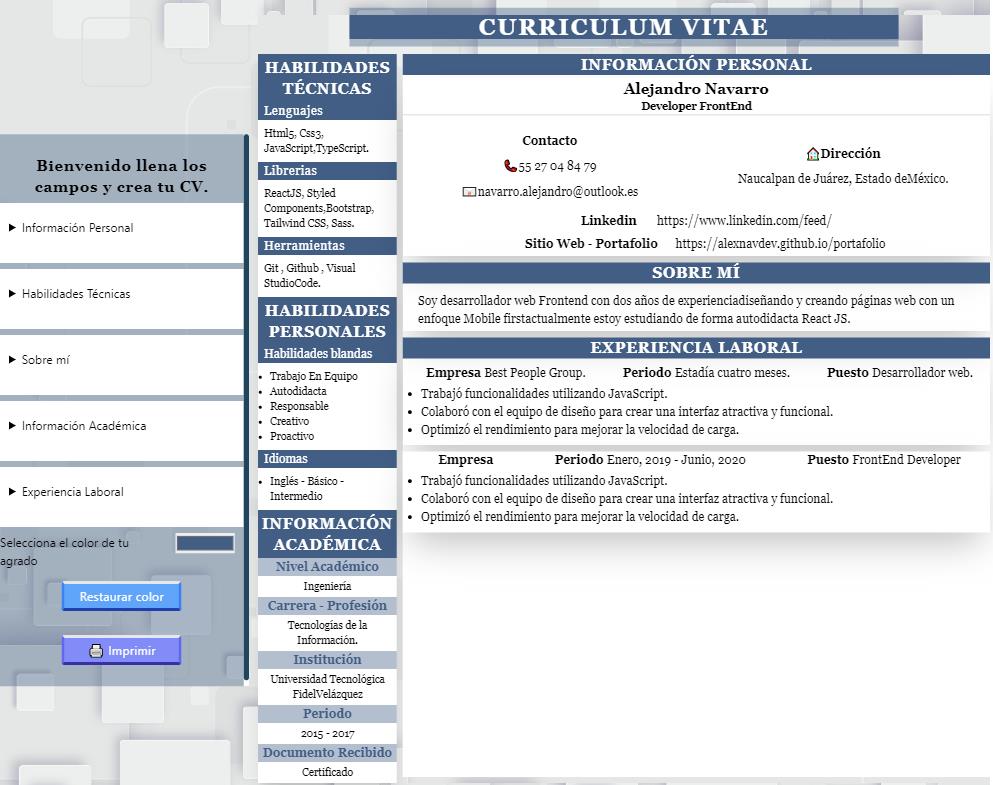 CURRICULUM VITAE
Bienvenido llena los
campos y crea tu CV.
Información Personal
Habilidades Técnicas
Sobre mí
Información Académica
Experiencia Laboral
Selecciona el color de tu
agrado
Restaurar color
Imprimir
HABILIDADES
TÉCNICAS
Lenguajes
Html5, Css3,
JavaScript,TypeScript.
Librerias
ReactJS, Styled
Components,Bootstrap,
Tailwind CSS, Sass.
Herramientas
Git , Github , Visual
StudioCode.
HABILIDADES
PERSONALES
Habilidades blandas
Trabajo En Equipo
Autodidacta
Responsable
Creativo
Proactivo
Idiomas
Inglés - Básico -
Intermedio
INFORMACIÓN
ACADÉMICA
Nivel Académico
Ingeniería
Carrera - Profesión
Tecnologías de la
Información.
Institución
Universidad Tecnológica
FidelVelázquez
Periodo
2015 - 2017
Documento Recibido
Certificado
INFORMACIÓN PERSONAL
Alejandro Navarro
Developer FrontEnd
Contacto
55 27 04 84 79
navarro.alejandro@outlook.es
Dirección
Naucalpan de Juárez, Estado deMéxico.
Linkedin https://www.linkedin.com/feed/
Sitio Web - Portafolio https://alexnavdev.github.io/portafolio
SOBRE MÍ
Soy desarrollador web Frontend con dos años de experienciadiseñando y creando páginas web con un
enfoque Mobile firstactualmente estoy estudiando de forma autodidacta React JS.
EXPERIENCIA LABORAL
Empresa Best People Group. Periodo Estadía cuatro meses. Puesto Desarrollador web.
Trabajó funcionalidades utilizando JavaScript.
Colaboró con el equipo de diseño para crear una interfaz atractiva y funcional.
Optimizó el rendimiento para mejorar la velocidad de carga.
Empresa Periodo Enero, 2019 - Junio, 2020 Puesto FrontEnd Developer
Trabajó funcionalidades utilizando JavaScript.
Colaboró con el equipo de diseño para crear una interfaz atractiva y funcional.
Optimizó el rendimiento para mejorar la velocidad de carga.